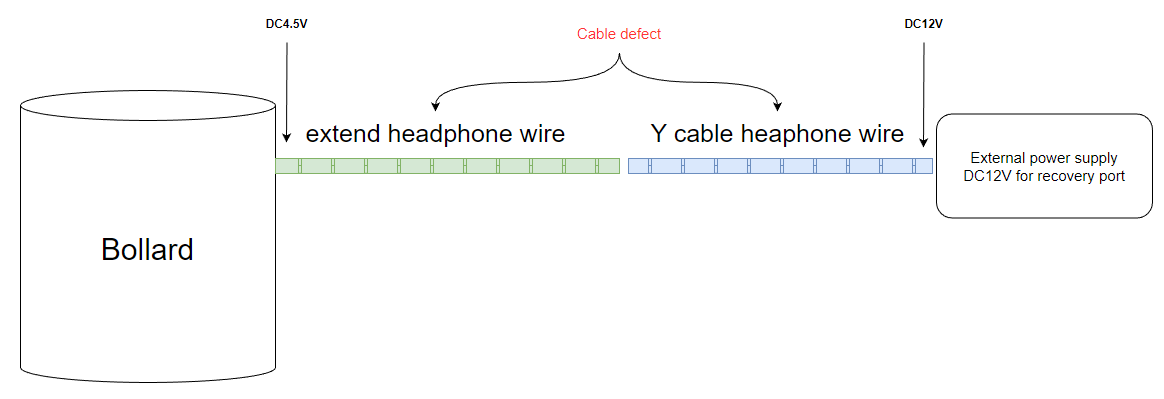 DC4.5V
Cable defect
DC12V
extend headphone wire
Y cable heaphone wire
External power supply
DC12V for recovery port
Bollard